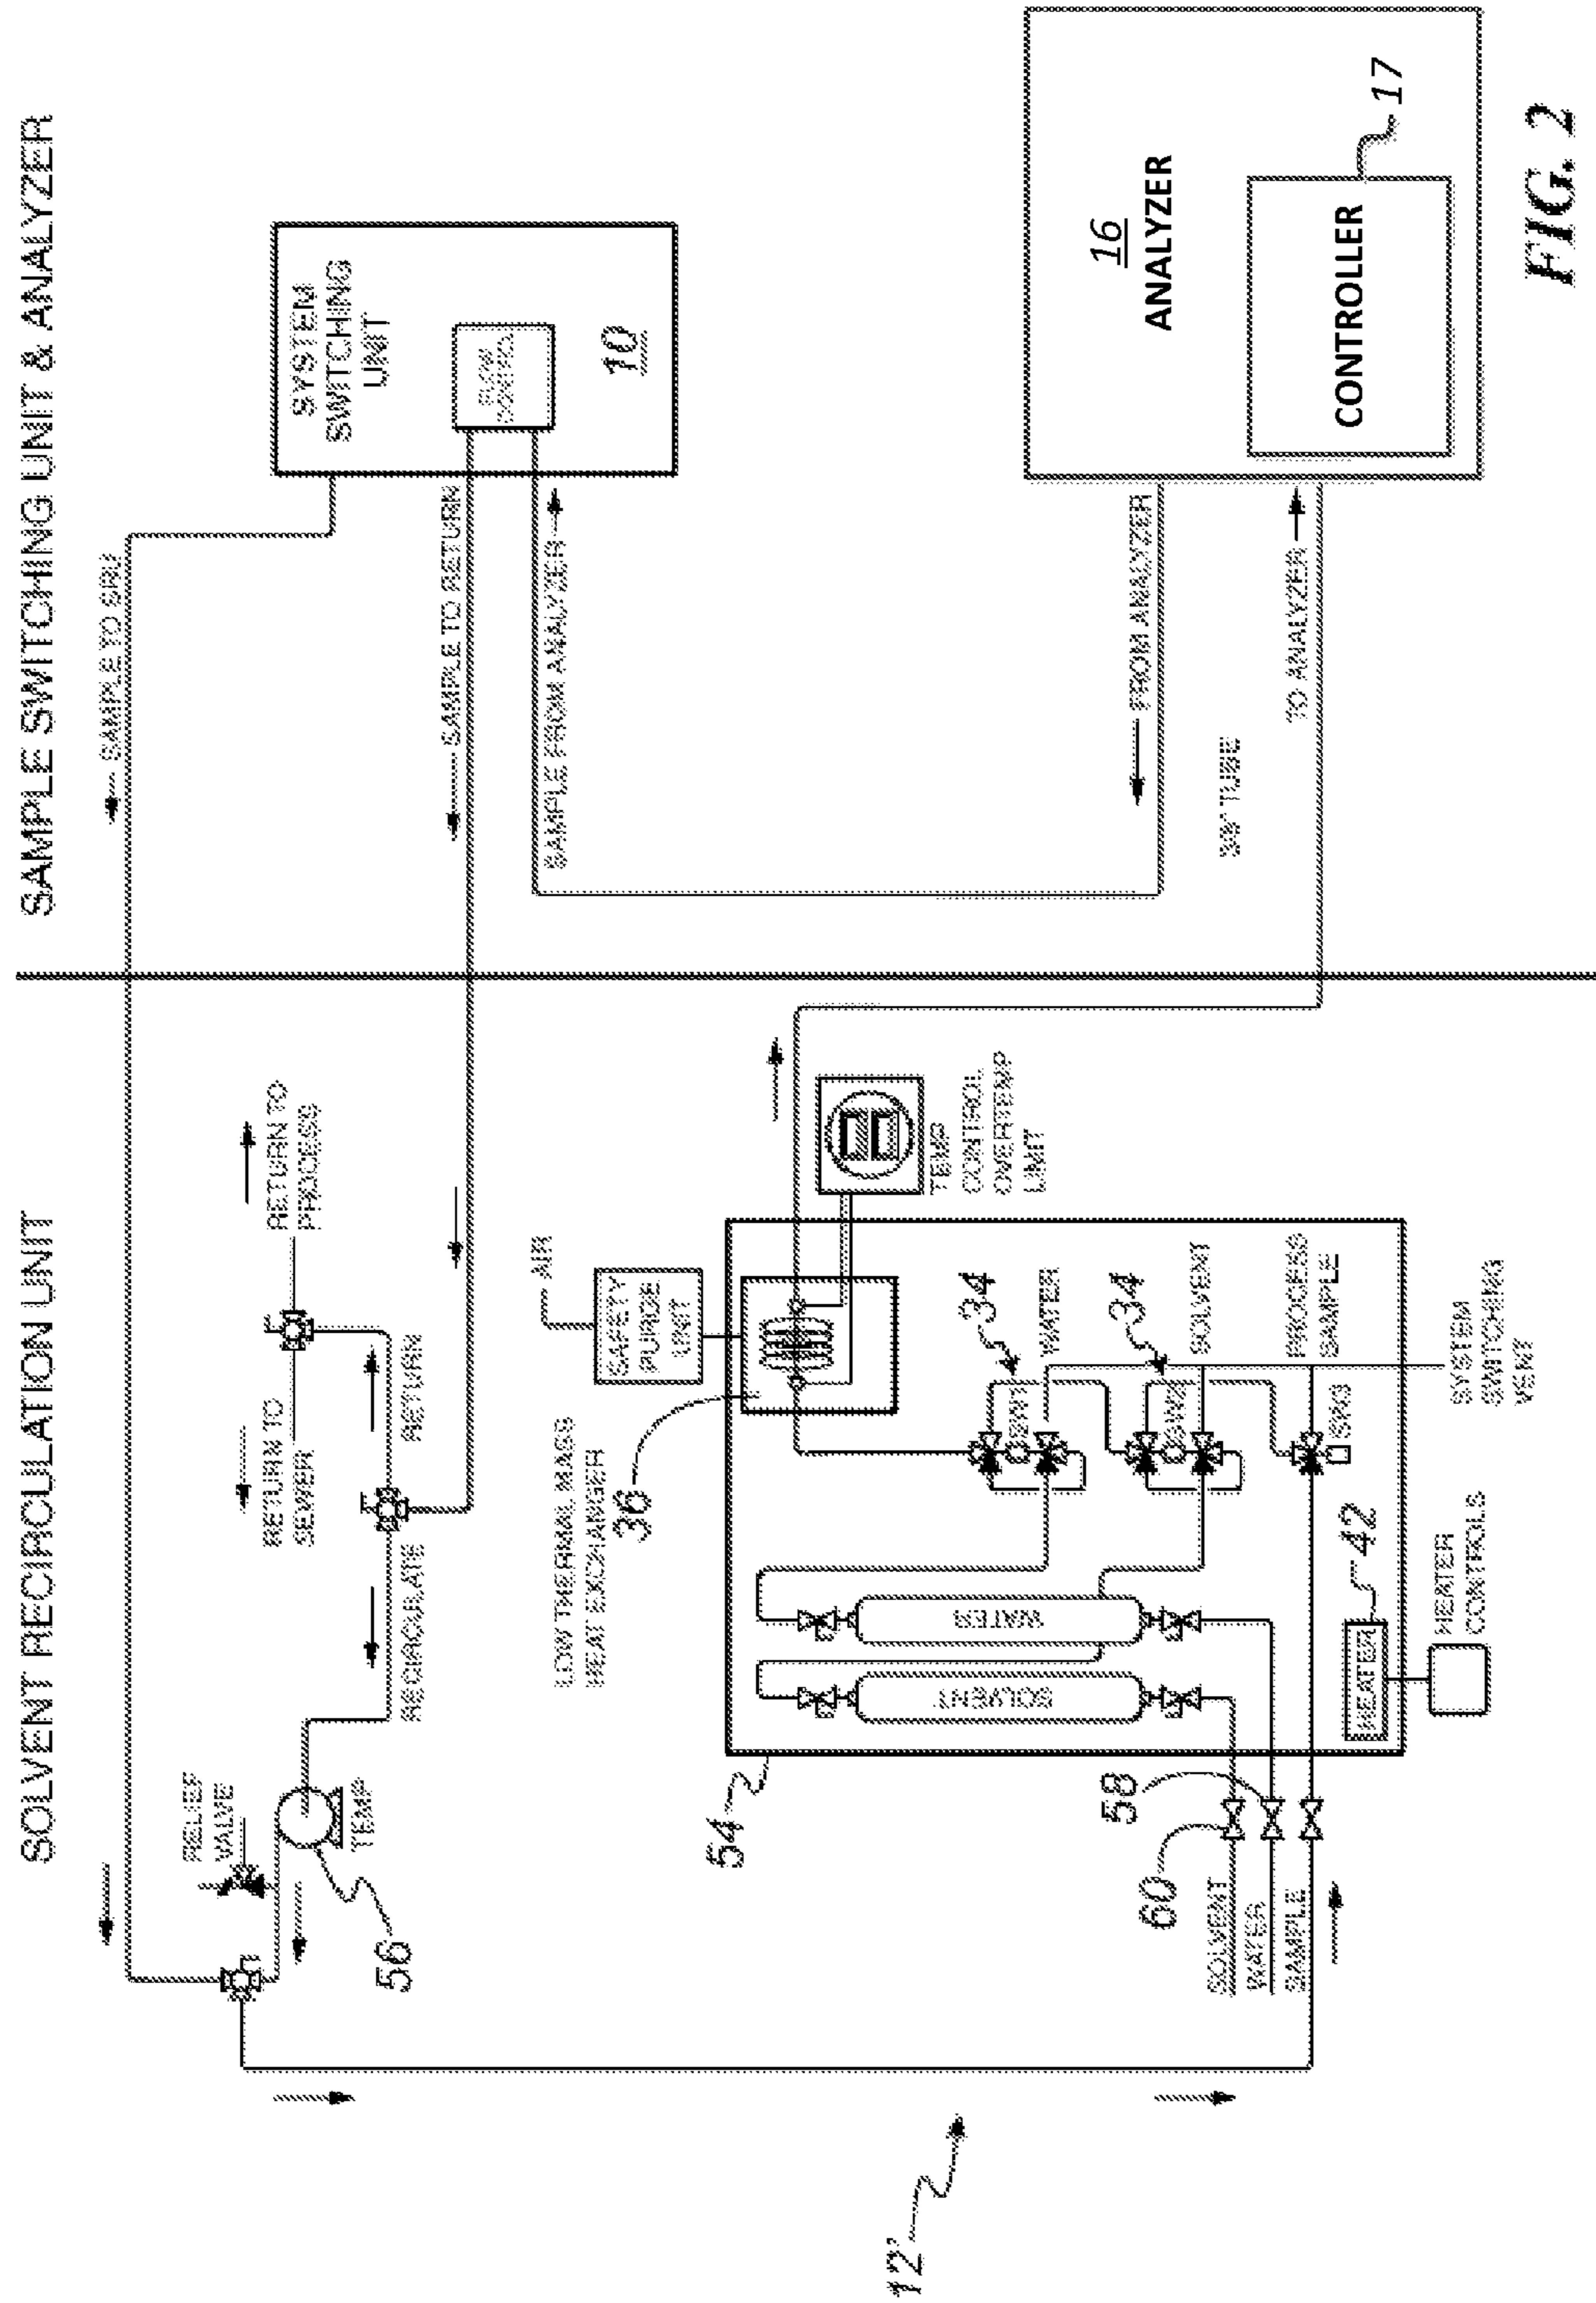 SOLVENT RECIRCULATION UNIT
SAMPLE SWITCHING UNIT & ANALYZER
SAMPLE TO SRU
RELIEF
VALVE
RETURN TO
SEWER
RETURN TO
PROCESS
SYSTEM
SWITCHING
UNIT
FLOW
CONTROL
10
TEMP
56
RECIRCULATE
RETURN
SAMPLE TO RETURN
SAMPLE FROM ANALYZER
LOW THERMAL MASS
HEAT EXCHANGER
36
AIR
SAFETY
PURGE
UNIT
TEMP
CONTROL
OVERTEMP
LIMIT
54
SOLVENT
WATER
34
WATER
34
SOLVENT
PROCESS
SAMPLE
SW2
SYSTEM
SWITCHING
VENT
HEATER
42
HEATER
CONTROLS
60
58
SOLVENT
WATER
SAMPLE
12'
FROM ANALYZER
3/8" TUBE
TO ANALYZER
16
ANALYZER
CONTROLLER
17
FIG. 2